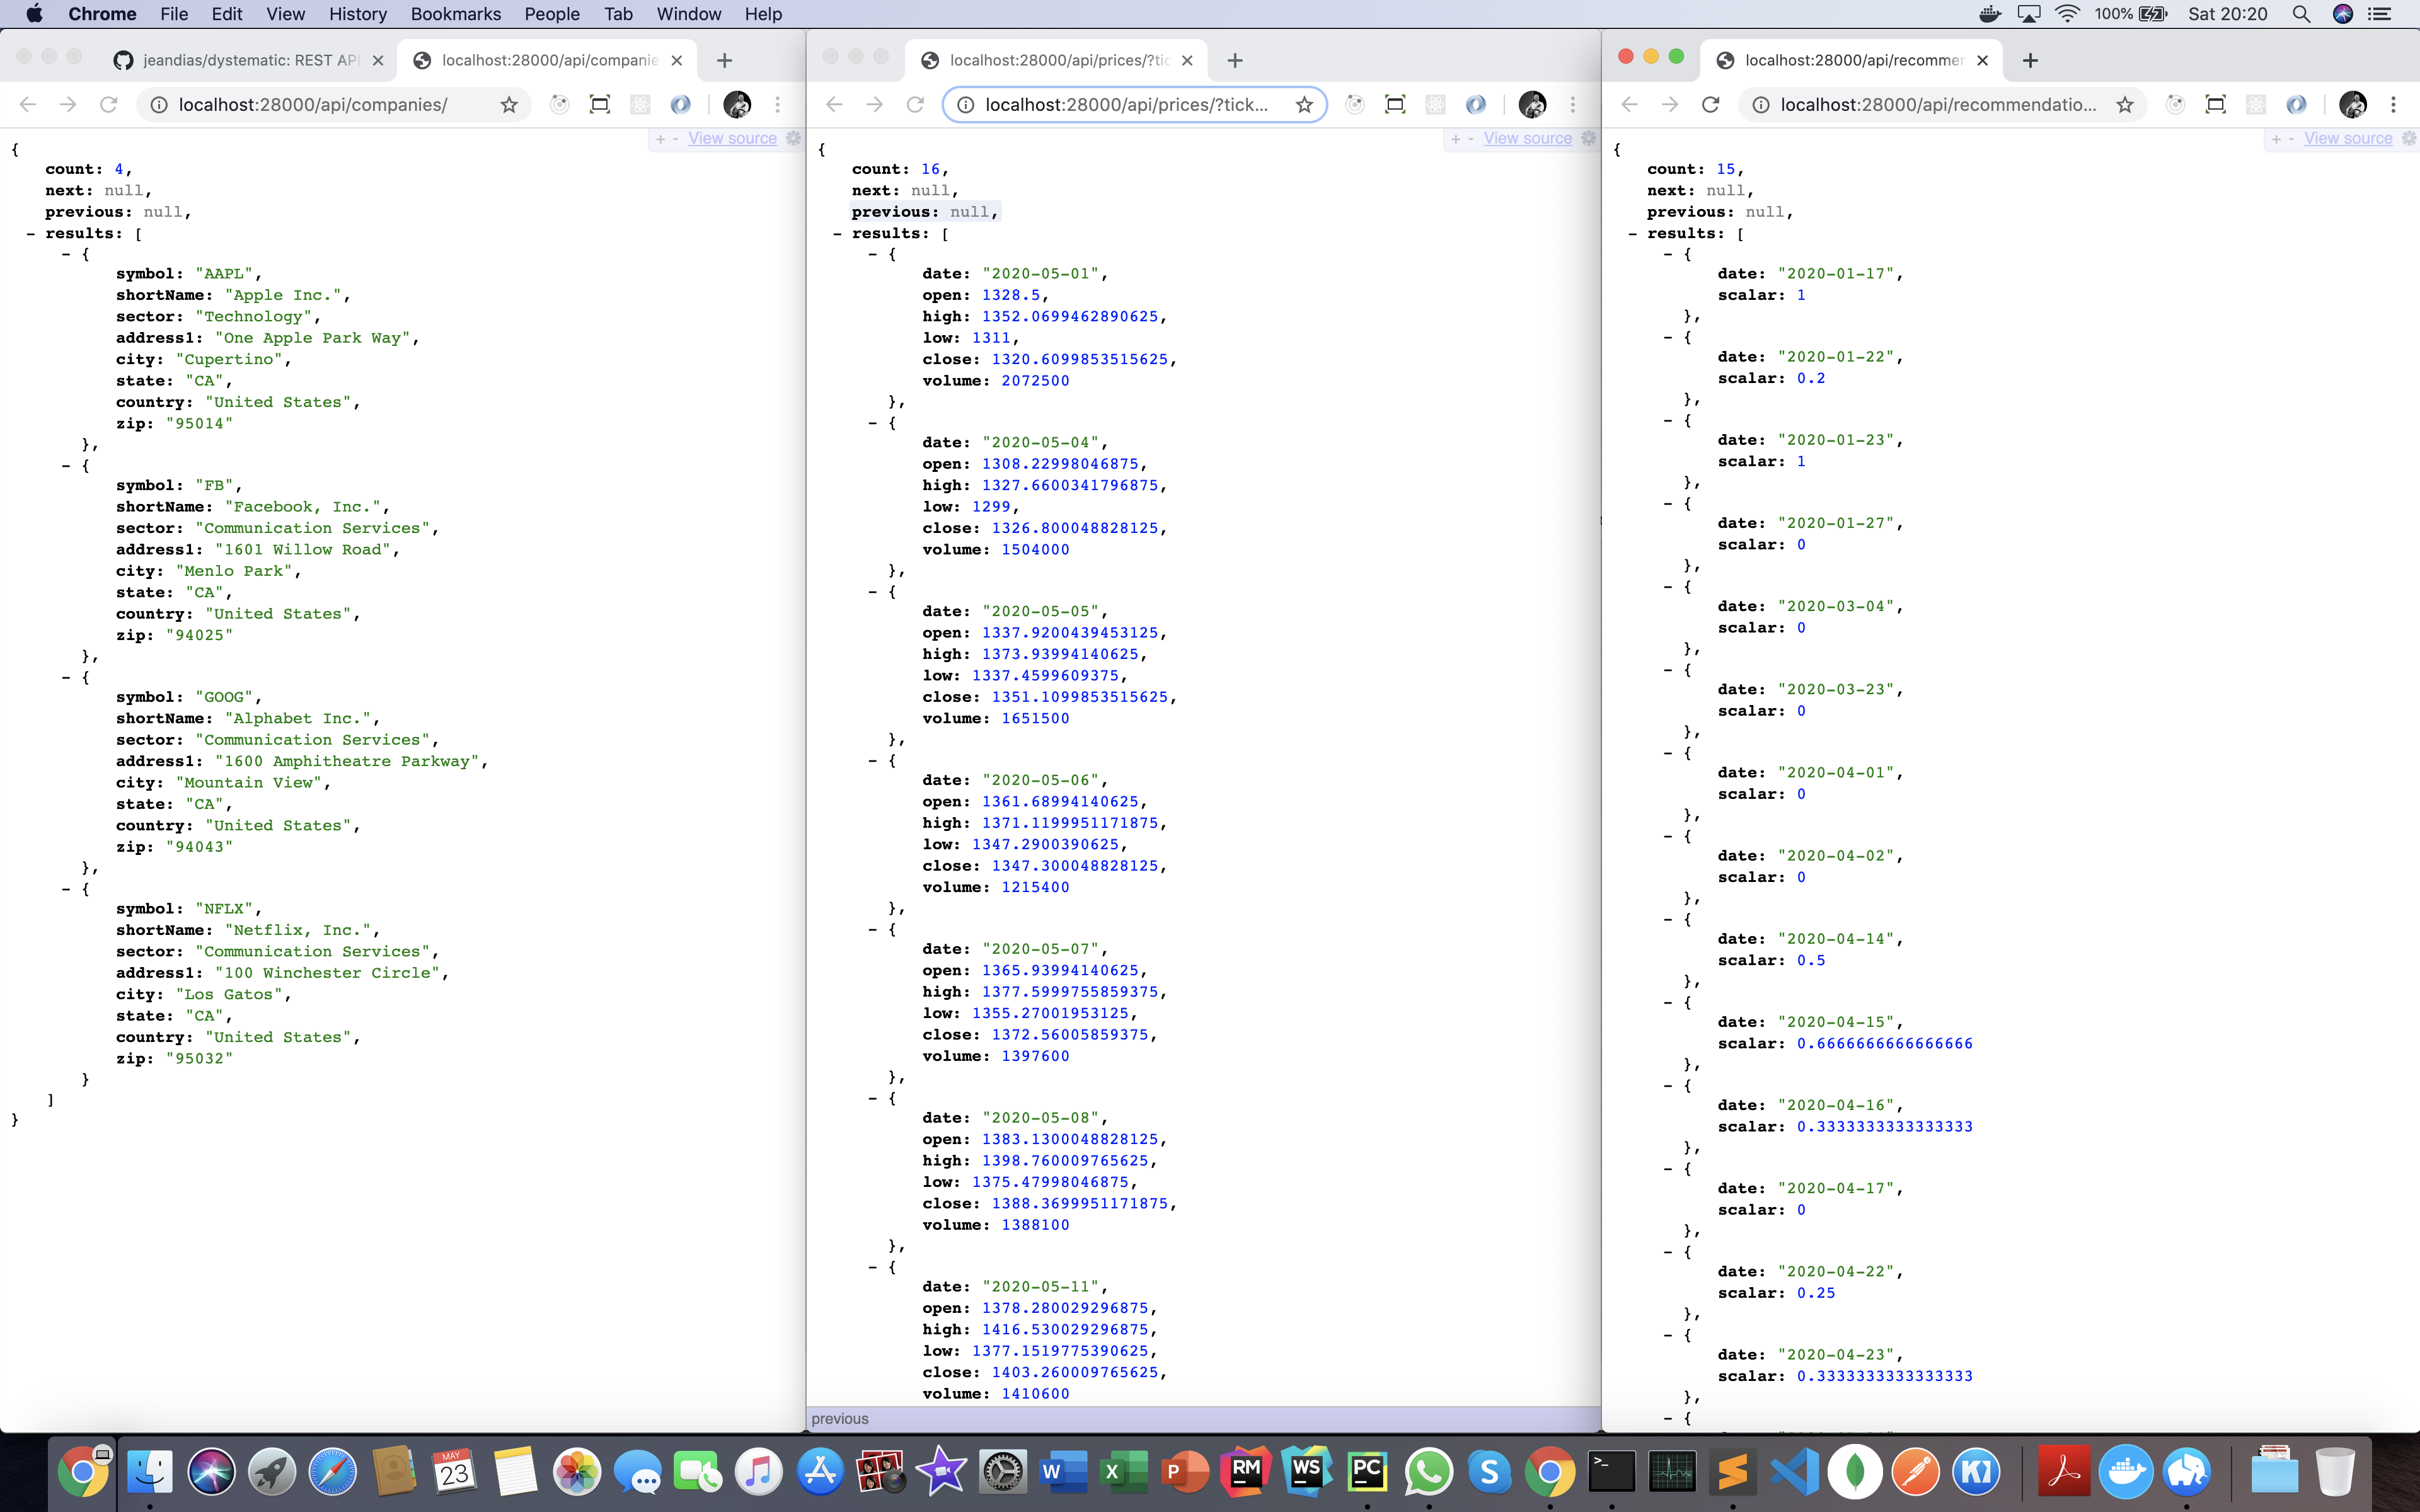 Chrome File Edit View History Bookmarks People Tab Window Help
100% Sat 20:20
jeandias/dystematic: REST AP
localhost:28000/api/companie
localhost:28000/api/companies/
+ - View source
{
count: 4,
next: null,
previous: null,
- results: [
- {
symbol: "AAPL",
shortName: "Apple Inc.",
sector: "Technology",
address1: "One Apple Park Way",
city: "Cupertino",
state: "CA",
country: "United States",
zip: "95014"
},
- {
symbol: "FB",
shortName: "Facebook, Inc.",
sector: "Communication Services",
address1: "1601 Willow Road",
city: "Menlo Park",
state: "CA",
country: "United States",
zip: "94025"
},
- {
symbol: "GOOG",
shortName: "Alphabet Inc.",
sector: "Communication Services",
address1: "1600 Amphitheatre Parkway",
city: "Mountain View",
state: "CA",
country: "United States",
zip: "94043"
},
- {
symbol: "NFLX",
shortName: "Netflix, Inc.",
sector: "Communication Services",
address1: "100 Winchester Circle",
city: "Los Gatos",
state: "CA",
country: "United States",
zip: "95032"
}
]
}
localhost:28000/api/prices/?tic
localhost:28000/api/prices/?tick...
+ - View source
{
count: 16,
next: null,
previous: null,
- results: [
- {
date: "2020-05-01",
open: 1328.5,
high: 1352.0699462890625,
low: 1311,
close: 1320.6099853515625,
volume: 2072500
},
- {
date: "2020-05-04",
open: 1308.22998046875,
high: 1327.6600341796875,
low: 1299,
close: 1326.800048828125,
volume: 1504000
},
- {
date: "2020-05-05",
open: 1337.9200439453125,
high: 1373.93994140625,
low: 1337.4599609375,
close: 1351.1099853515625,
volume: 1651500
},
- {
date: "2020-05-06",
open: 1361.68994140625,
high: 1371.1199951171875,
low: 1347.2900390625,
close: 1347.300048828125,
volume: 1215400
},
- {
date: "2020-05-07",
open: 1365.93994140625,
high: 1377.5999755859375,
low: 1355.27001953125,
close: 1372.56005859375,
volume: 1397600
},
- {
date: "2020-05-08",
open: 1383.1300048828125,
high: 1398.760009765625,
low: 1375.47998046875,
close: 1388.3699951171875,
volume: 1388100
},
- {
date: "2020-05-11",
open: 1378.280029296875,
high: 1416.530029296875,
low: 1377.1519775390625,
close: 1403.260009765625,
volume: 1410600
previous
localhost:28000/api/recommen
localhost:28000/api/recommendatio...
+ - View source
{
count: 15,
next: null,
previous: null,
- results: [
- {
date: "2020-01-17",
scalar: 1
},
- {
date: "2020-01-22",
scalar: 0.2
},
- {
date: "2020-01-23",
scalar: 1
},
- {
date: "2020-01-27",
scalar: 0
},
- {
date: "2020-03-04",
scalar: 0
},
- {
date: "2020-03-23",
scalar: 0
},
- {
date: "2020-04-01",
scalar: 0
},
- {
date: "2020-04-02",
scalar: 0
},
- {
date: "2020-04-14",
scalar: 0.5
},
- {
date: "2020-04-15",
scalar: 0.6666666666666666
},
- {
date: "2020-04-16",
scalar: 0.3333333333333333
},
- {
date: "2020-04-17",
scalar: 0
},
- {
date: "2020-04-22",
scalar: 0.25
},
- {
date: "2020-04-23",
scalar: 0.3333333333333333
},
- {
MAY
23
W
X
P
RM
WS
PC
S
>_
K1